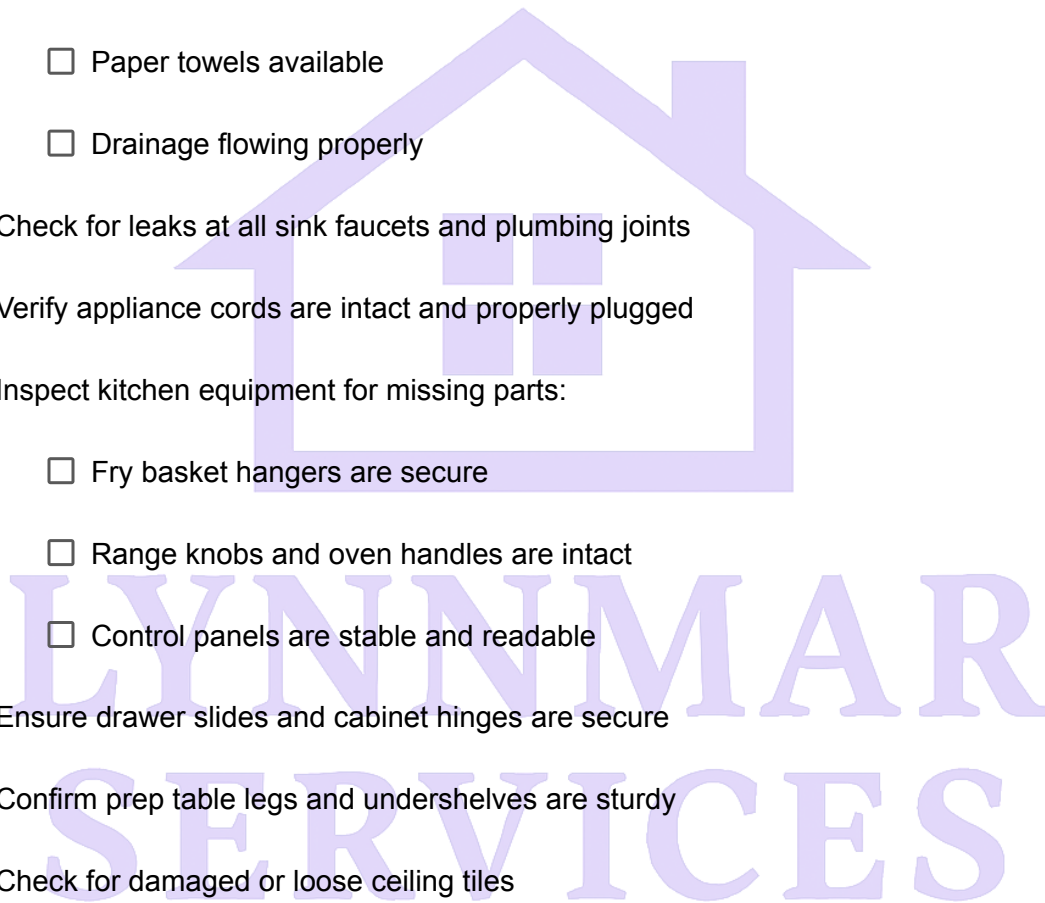 Paper towels available
Drainage flowing properly
Check for leaks at all sink faucets and plumbing joints
Verify appliance cords are intact and properly plugged
Inspect kitchen equipment for missing parts:
Fry basket hangers are secure
Range knobs and oven handles are intact
Control panels are stable and readable
Ensure drawer slides and cabinet hinges are secure
Confirm prep table legs and undershelves are sturdy
Check for damaged or loose ceiling tiles
LYNNMAR
SERVICES